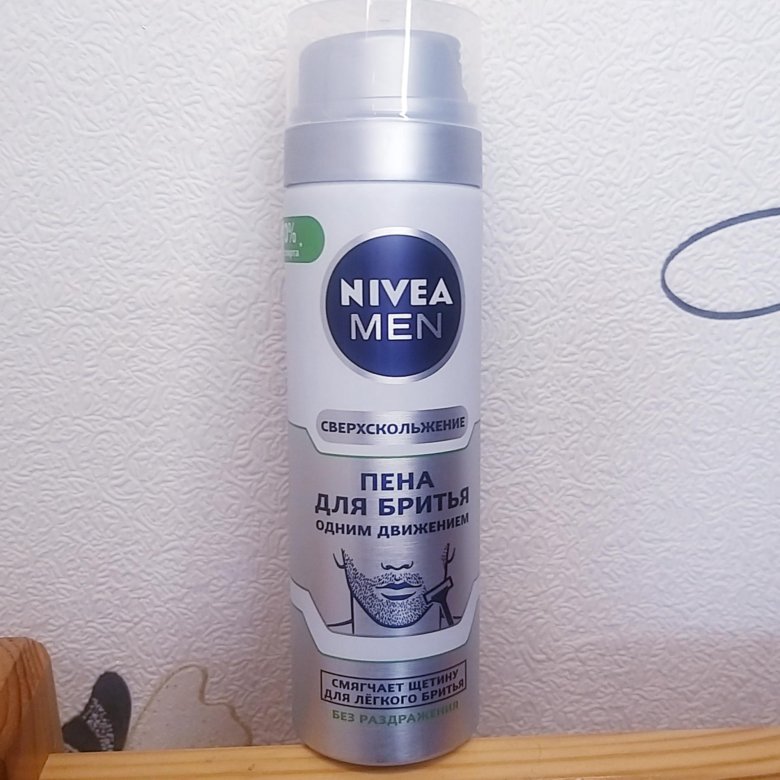 NIVEA
MEN
СВЕРХСКОЛЬЖЕНИЕ
ПЕНА
ДЛЯ БРИТЬЯ
ОДНИМ ДВИЖЕНИЕМ
СМЯГЧАЕТ ЩЕТИНУ
ДЛЯ ЛЁГКОГО БРИТЬЯ
БЕЗ РАЗДРАЖЕНИЯ